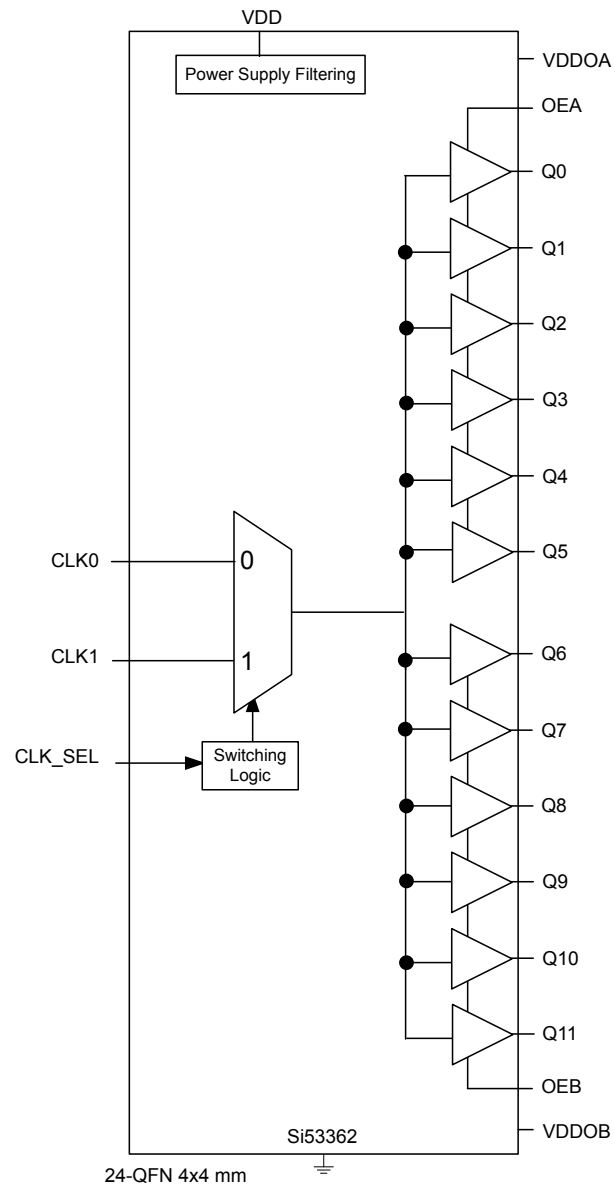 VDD
Power Supply Filtering
VDDOA
OEA
Q0
Q1
Q2
Q3
Q4
Q5
CLK0
0
CLK1
1
Q6
Q7
CLK_SEL
Switching
Logic
Q8
Q9
Q10
Q11
OEB
VDDOB
Si53362
24-QFN 4x4 mm